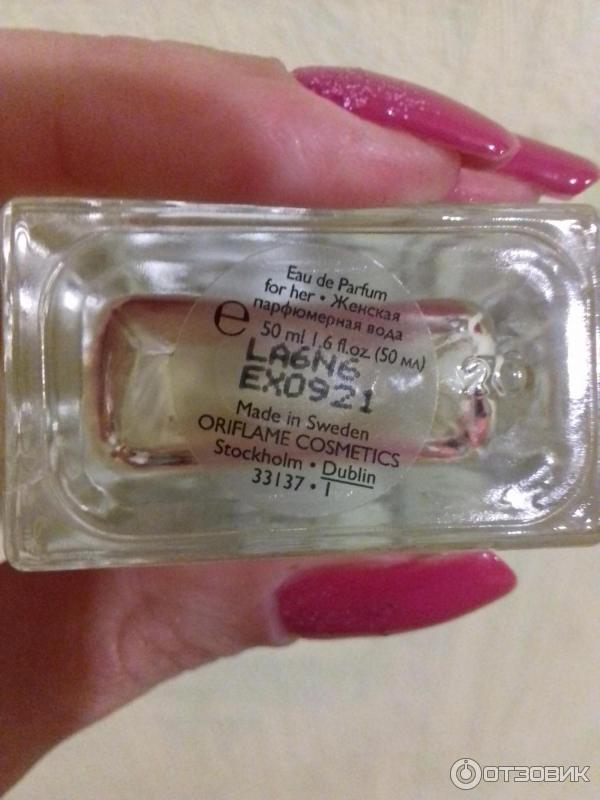 Eau de Parfum
for her • Женская
парфюмерная вода
e 50 ml 1.6 fl.oz (50 мл)
LA6N6
EX0921
Made in Sweden
ORIFLAME COSMETICS
Stockholm • Dublin
33137 • 1
ОТЗОВИК